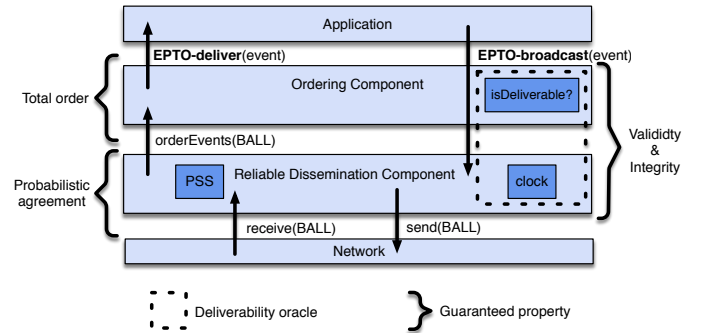 Application
EPTO-deliver(event)
EPTO-broadcast(event)
Total order
Ordering Component
isDeliverable?
orderEvents(BALL)
Validity
&
Integrity
Probabilistic
agreement
PSS
Reliable Dissemination Component
clock
receive(BALL)
send(BALL)
Network
Deliverability oracle
Guaranteed property